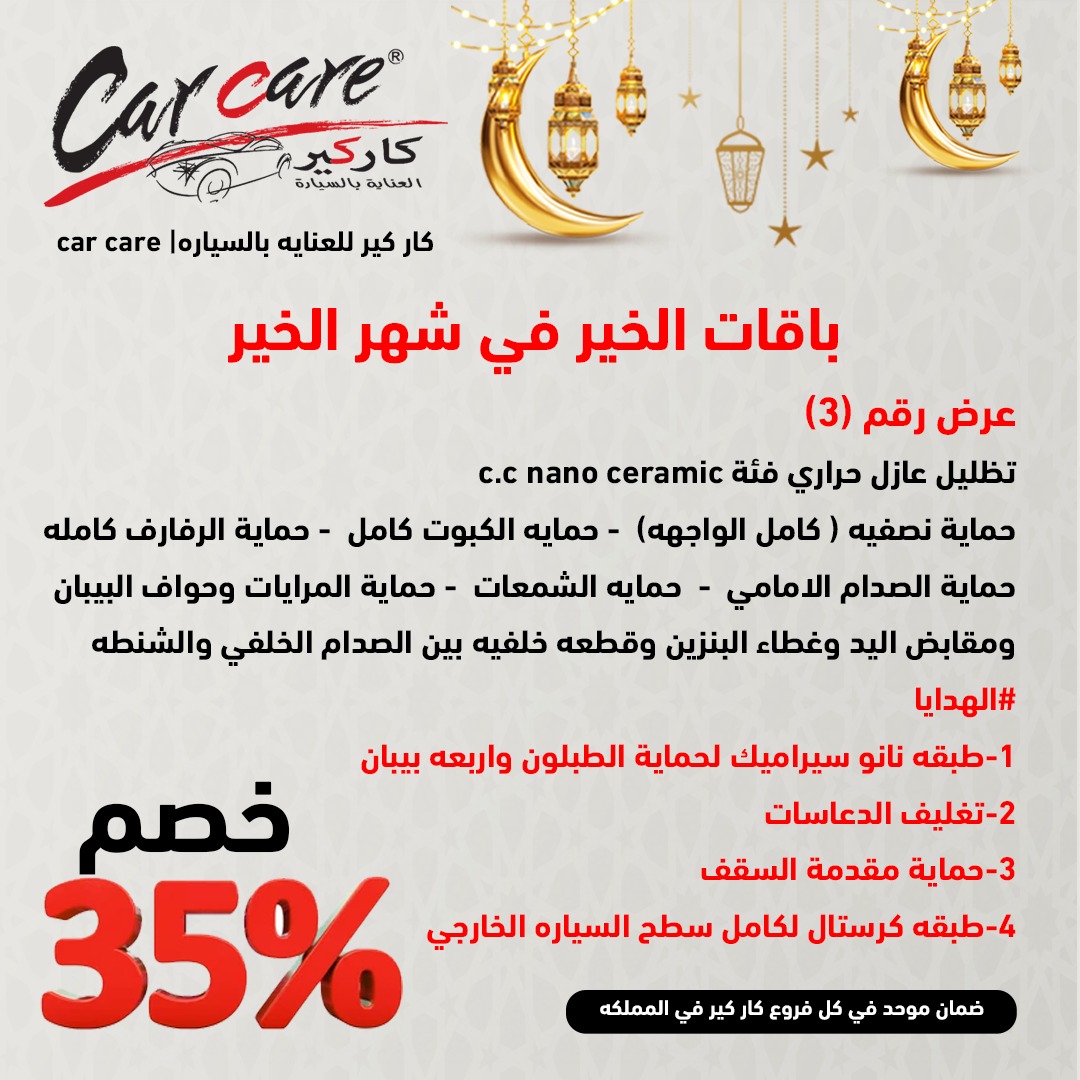 Car care®
كاركير
العناية بالسيارة
كار كير للعنايه بالسياره| car care
باقات الخير في شهر الخير
عرض رقم (3)
تظليل عازل حراري فئة c.c nano ceramic
حماية نصفيه ( كامل الواجهه) - حمايه الكبوت كامل - حماية الرفارف كامله
حماية الصدام الامامي - حمايه الشمعات - حماية المرايات وحواف البيبان
ومقابض اليد وغطاء البنزين وقطعه خلفيه بين الصدام الخلفي والشنطه
#الهدايا
1-طبقه نانو سيراميك لحماية الطبلون واربعه بيبان
2-تغليف الدعاسات
3-حماية مقدمة السقف
4-طبقه كرستال لكامل سطح السياره الخارجي
خصم
35%
ضمان موحد في كل فروع كار كير في المملكه